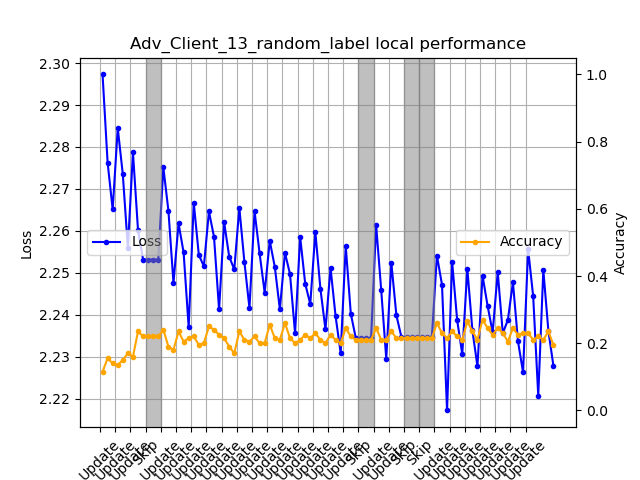 Adv_Client_13_random_label local performance
2.30
2.29
2.28
2.27
2.26
2.25
2.24
2.23
2.22
Loss
1.0
0.8
0.6
0.4
0.2
0.0
Accuracy
Loss
Accuracy
Update
Update
Update
Skip
Update
Update
Update
Update
Update
Update
Update
Update
Update
Update
Update
Update
Update
Skip
Update
Update
Skip
Skip
Update
Update
Update
Update
Update
Update
Update